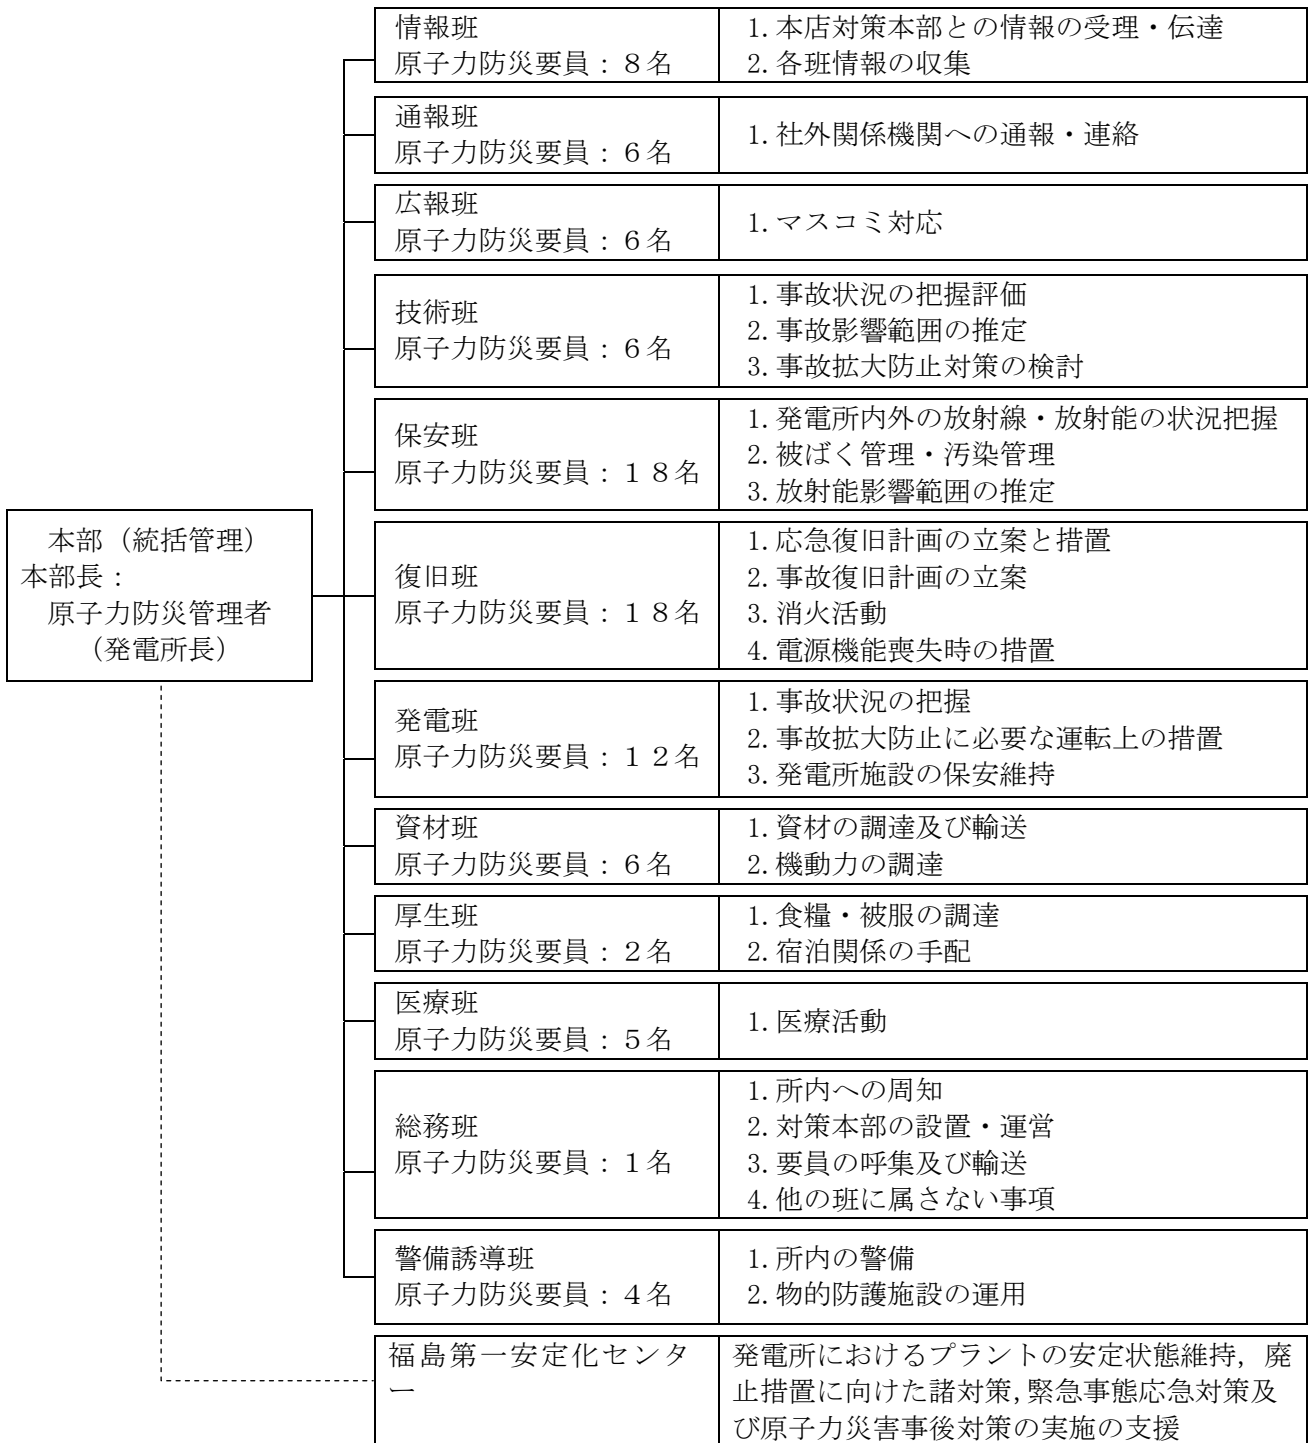 情報班
原子力防災要員：８名
1.本店対策本部との情報の受理・伝達
2.各班情報の収集
通報班
原子力防災要員：６名
1.社外関係機関への通報・連絡
広報班
原子力防災要員：６名
1.マスコミ対応
技術班
原子力防災要員：６名
1.事故状況の把握評価
2.事故影響範囲の推定
3.事故拡大防止対策の検討
保安班
原子力防災要員：１８名
1.発電所内外の放射線・放射能の状況把握
2.被ばく管理・汚染管理
3.放射能影響範囲の推定
本部（統括管理）
本部長：
原子力防災管理者
（発電所長）
復旧班
原子力防災要員：１８名
1.応急復旧計画の立案と措置
2.事故復旧計画の立案
3.消火活動
4.電源機能喪失時の措置
発電班
原子力防災要員：１２名
1.事故状況の把握
2.事故拡大防止に必要な運転上の措置
3.発電所施設の保安維持
資材班
原子力防災要員：６名
1.資材の調達及び輸送
2.機動力の調達
厚生班
原子力防災要員：２名
1.食糧・被服の調達
2.宿泊関係の手配
医療班
原子力防災要員：５名
1.医療活動
総務班
原子力防災要員：１名
1.所内への周知
2.対策本部の設置・運営
3.要員の呼集及び輸送
4.他の班に属さない事項
警備誘導班
原子力防災要員：４名
1.所内の警備
2.物的防護施設の運用
福島第一安定化センタ
ー
発電所におけるプラントの安定状態維持，廃
止措置に向けた諸対策,緊急事態応急対策及
び原子力災害事後対策の実施の支援